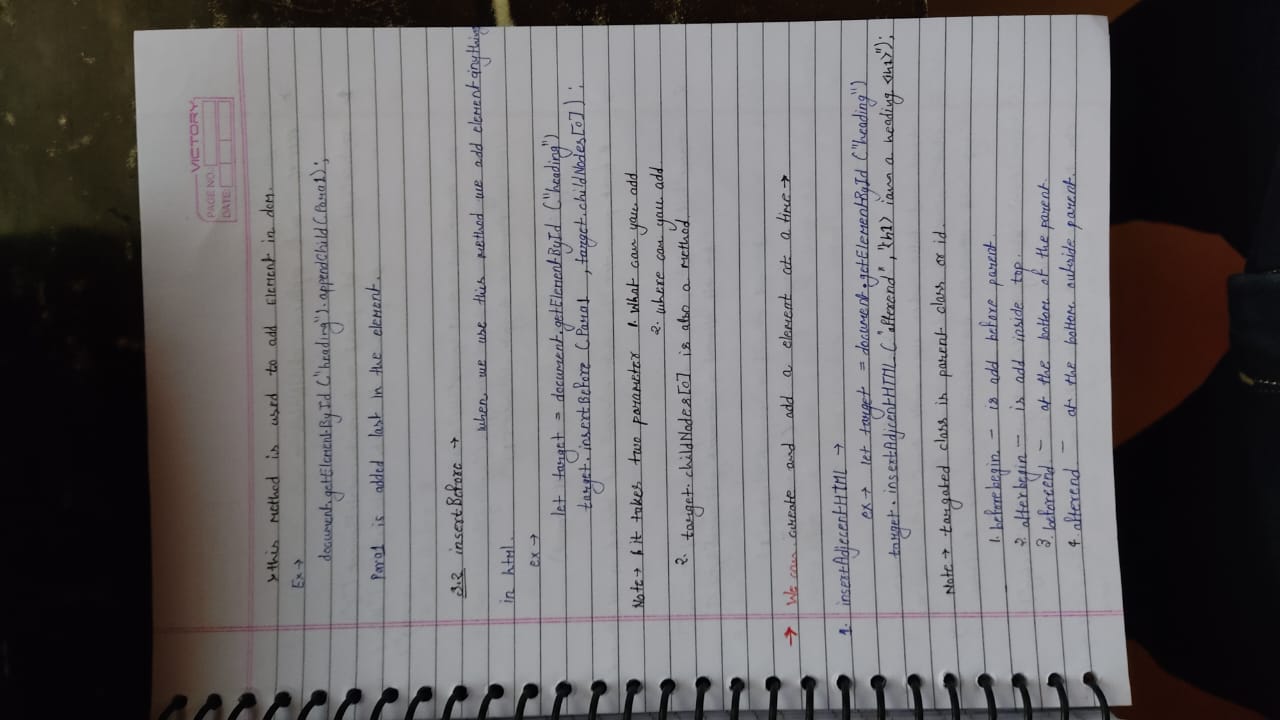 VICTORY
PAGE NO.:
DATE:
this method is used to add Element in dom.
Ex →
document.getElementById ("heading").appendChild (Para1);
Para1 is added last in the element.
3.2 insertBefore →
when we use this method we add element anything
in html.
ex →
let target = document.getElementById ("heading")
target.insertBefore (Para1 , target.childNodes[0]) ;
Note → it takes two parameter 1. What can you add
2. where can you add
2. target.childNodes[0] is also a method.
→ We can create and add a element at a time →
1. insertAdjecentHTML →
ex → let target = document.getElementById ("heading")
target.insertAdjcentHTML ("afterend", "<h1> iam a heading <h1>");
Note → targated class is parent class or id.
1. beforebegin - is add before parent.
2. afterbegin - is add inside top.
3. beforeend - at the bottom of the parent.
4. afterend - at the bottom outside parent.